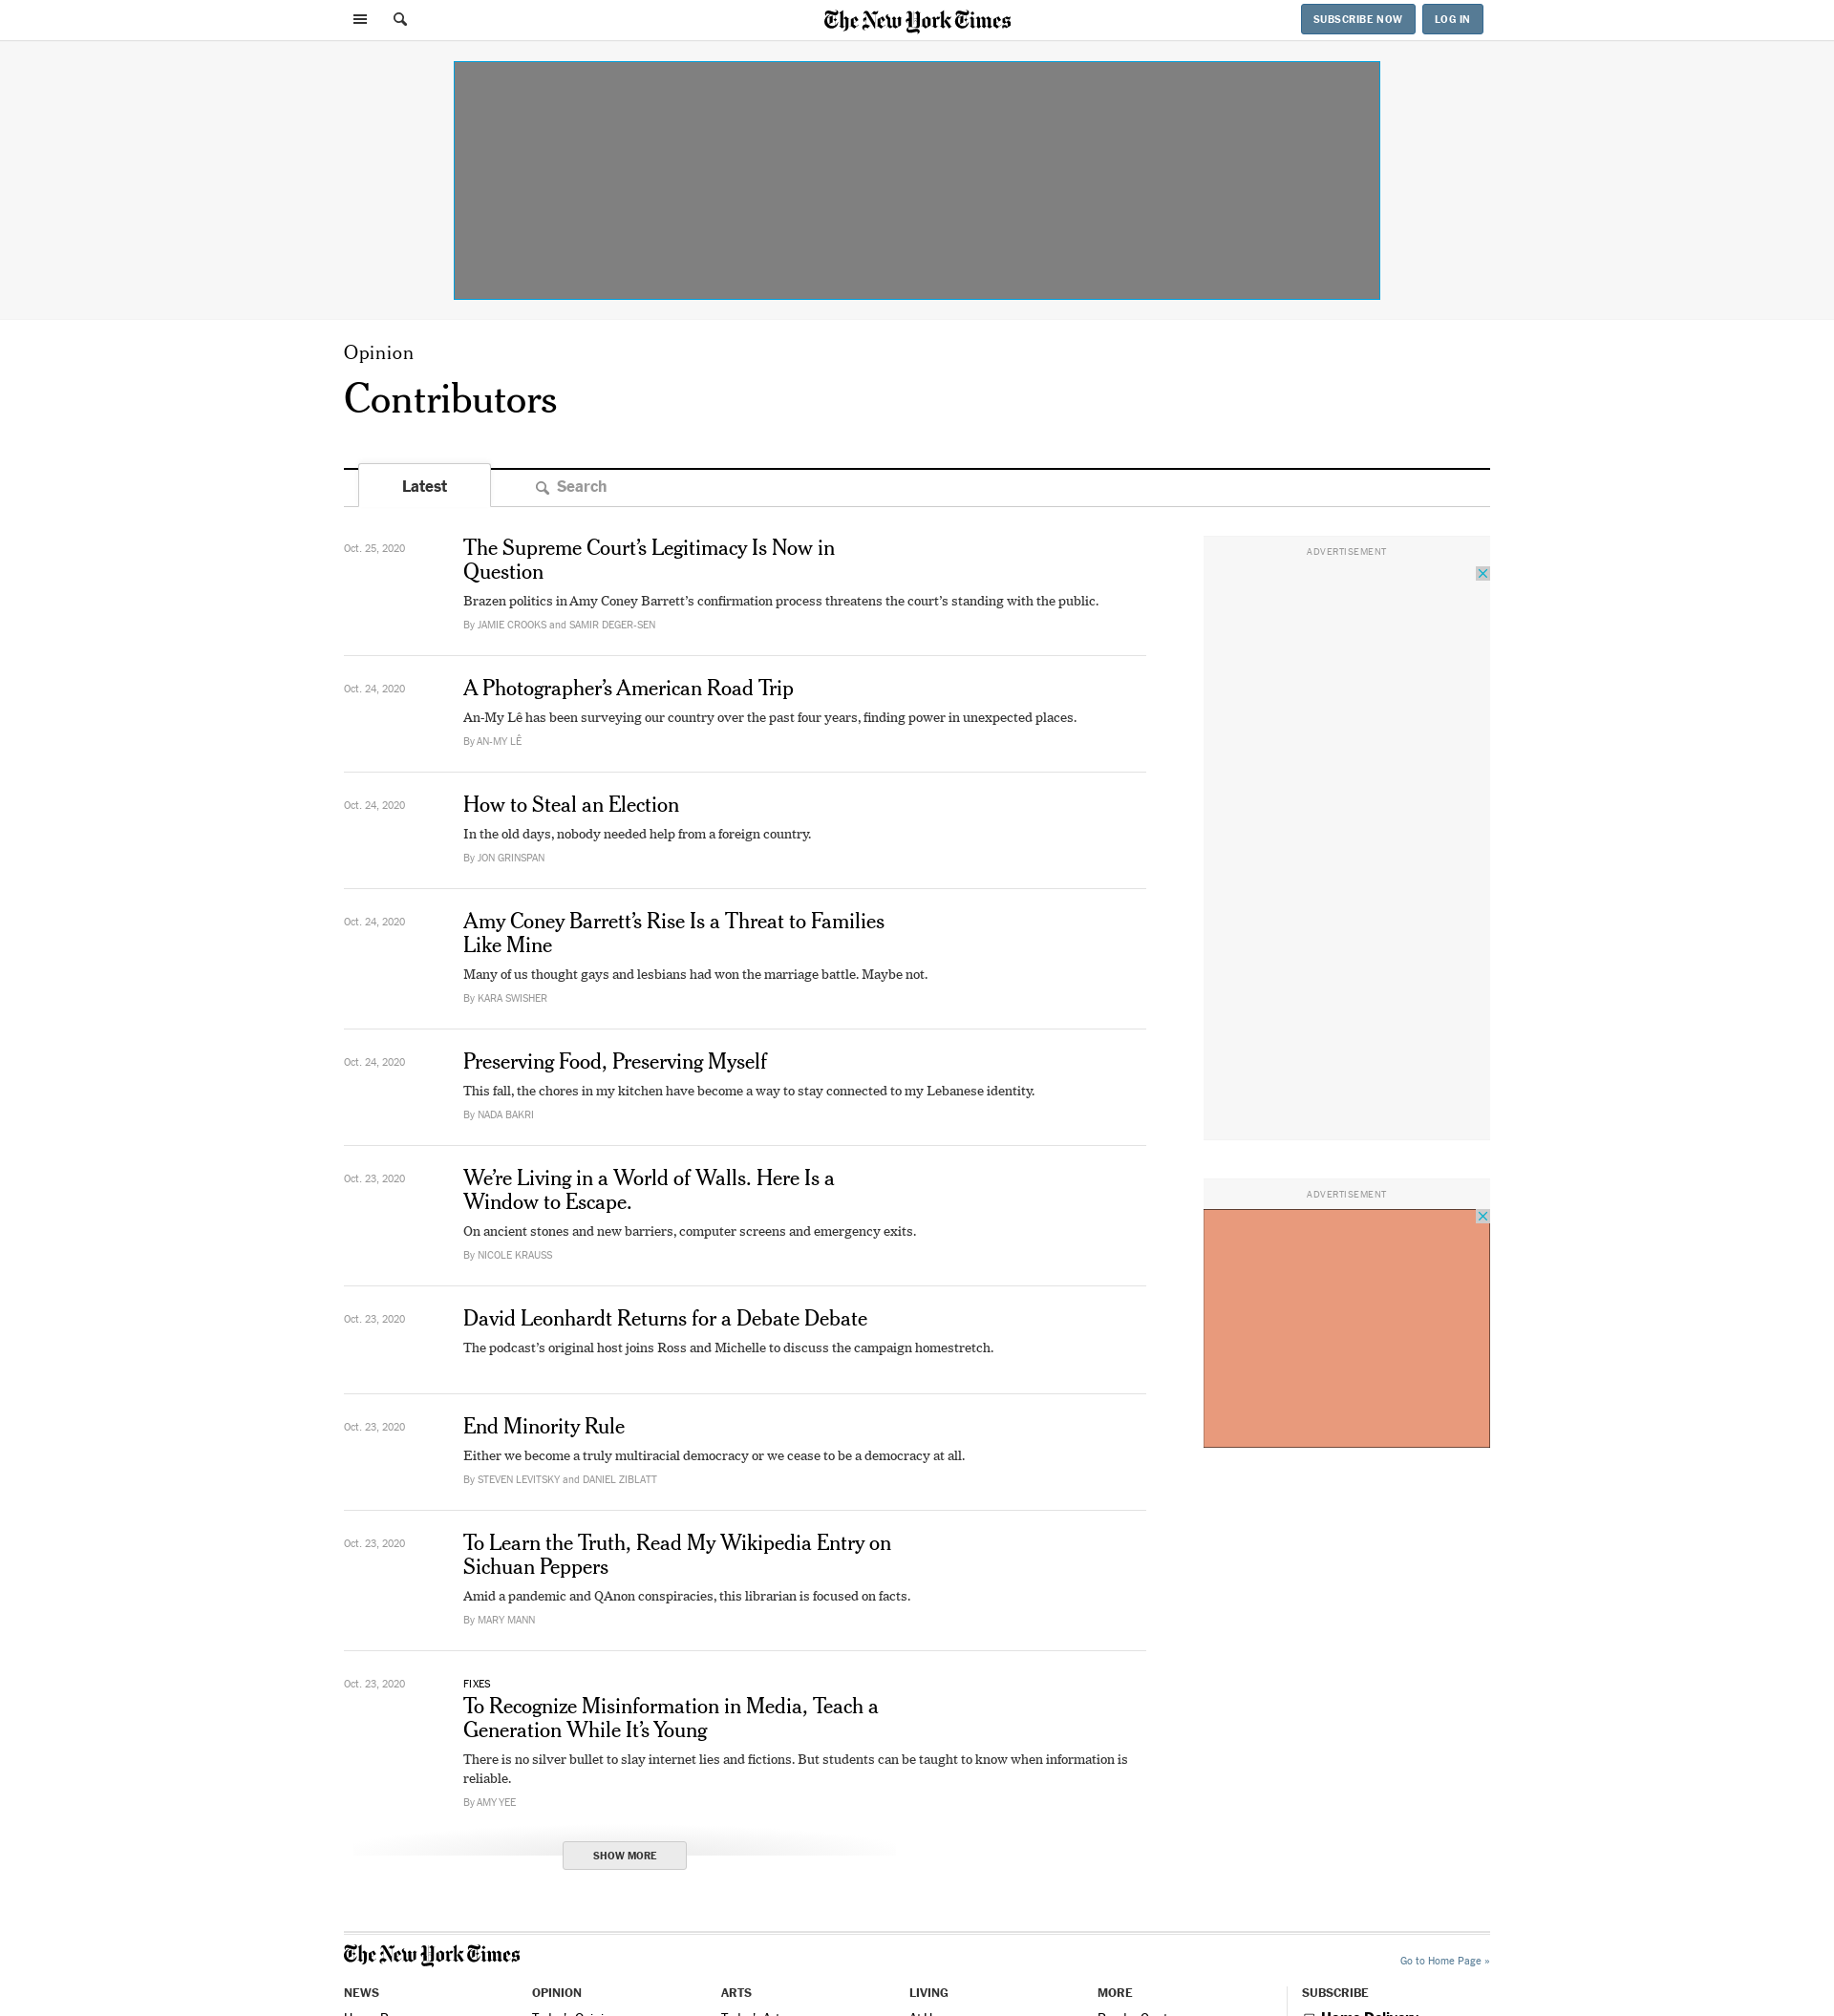 The New York Times
SUBSCRIBE NOW
LOG IN
Opinion
Contributors
Latest
Search
Oct. 25, 2020
The Supreme Court’s Legitimacy Is Now in
Question
Brazen politics in Amy Coney Barrett’s confirmation process threatens the court’s standing with the public.
By JAMIE CROOKS and SAMIR DEGER-SEN
Oct. 24, 2020
A Photographer’s American Road Trip
An-My Lê has been surveying our country over the past four years, finding power in unexpected places.
By AN-MY LÊ
Oct. 24, 2020
How to Steal an Election
In the old days, nobody needed help from a foreign country.
By JON GRINSPAN
Oct. 24, 2020
Amy Coney Barrett’s Rise Is a Threat to Families
Like Mine
Many of us thought gays and lesbians had won the marriage battle. Maybe not.
By KARA SWISHER
Oct. 24, 2020
Preserving Food, Preserving Myself
This fall, the chores in my kitchen have become a way to stay connected to my Lebanese identity.
By NADA BAKRI
Oct. 23, 2020
We’re Living in a World of Walls. Here Is a
Window to Escape.
On ancient stones and new barriers, computer screens and emergency exits.
By NICOLE KRAUSS
Oct. 23, 2020
David Leonhardt Returns for a Debate Debate
The podcast’s original host joins Ross and Michelle to discuss the campaign homestretch.
Oct. 23, 2020
End Minority Rule
Either we become a truly multiracial democracy or we cease to be a democracy at all.
By STEVEN LEVITSKY and DANIEL ZIBLATT
Oct. 23, 2020
To Learn the Truth, Read My Wikipedia Entry on
Sichuan Peppers
Amid a pandemic and QAnon conspiracies, this librarian is focused on facts.
By MARY MANN
Oct. 23, 2020
FIXES
To Recognize Misinformation in Media, Teach a
Generation While It’s Young
There is no silver bullet to slay internet lies and fictions. But students can be taught to know when information is
reliable.
By AMY YEE
SHOW MORE
ADVERTISEMENT
ADVERTISEMENT
The New York Times
Go to Home Page »
NEWS
OPINION
ARTS
LIVING
MORE
SUBSCRIBE
Home Delivery